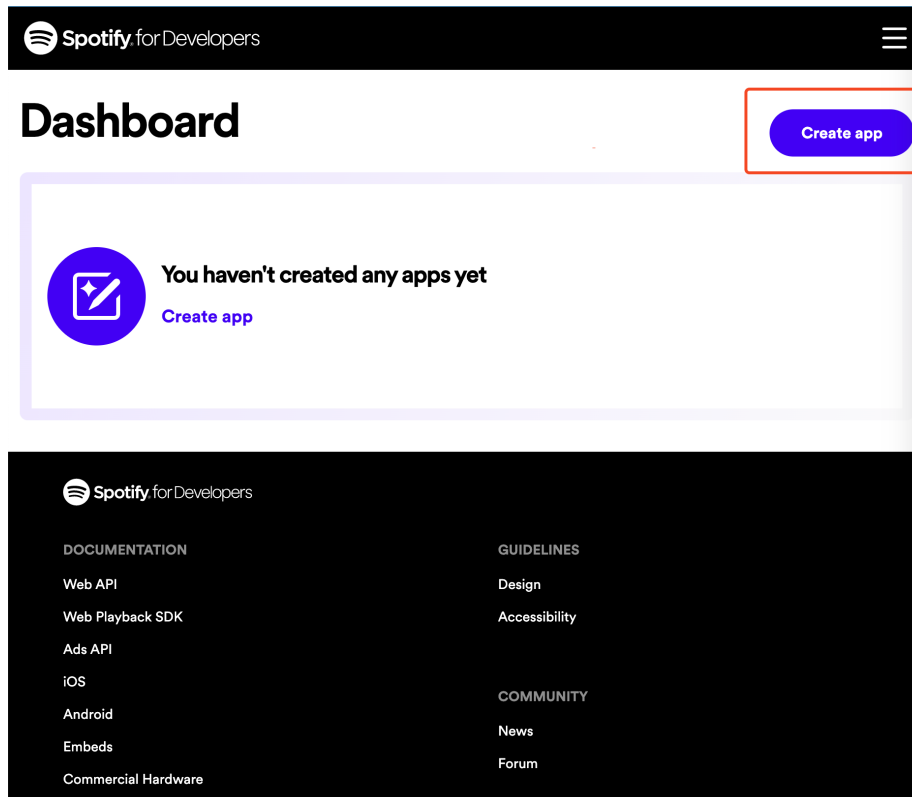 Spotify for Developers
Dashboard
Create app
You haven't created any apps yet
Create app
Spotify for Developers
DOCUMENTATION
Web API
Web Playback SDK
Ads API
iOS
Android
Embeds
Commercial Hardware
GUIDELINES
Design
Accessibility
COMMUNITY
News
Forum